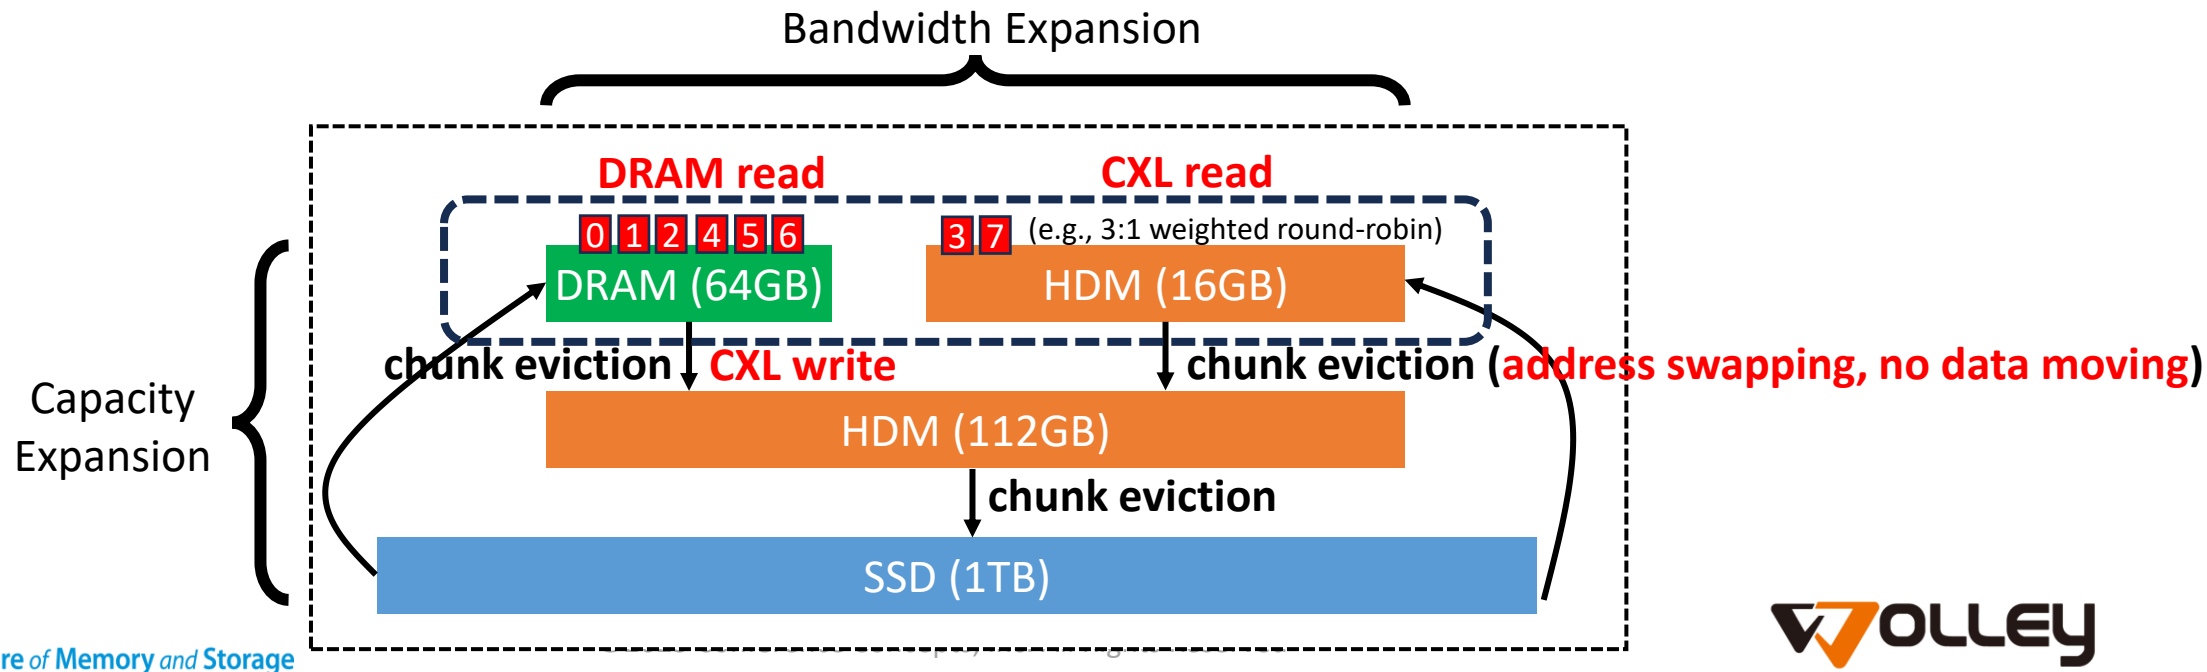 Bandwidth Expansion
DRAM read
CXL read
0 1 2 4 5 6
3 7 (e.g., 3:1 weighted round-robin)
DRAM (64GB)
HDM (16GB)
chunk eviction
CXL write
chunk eviction (address swapping, no data moving)
Capacity
Expansion
HDM (112GB)
chunk eviction
SSD (1TB)
WOLLEY
re of Memory and Storage